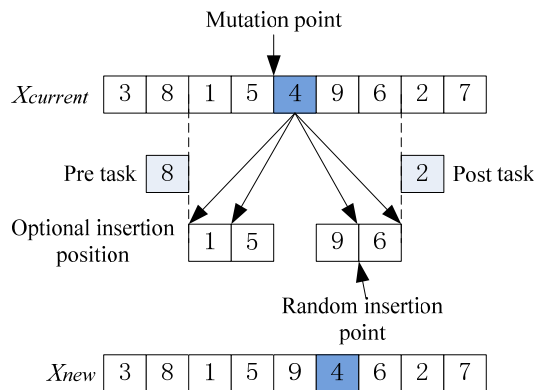 Mutation point
Xcurrent 3 8 1 5 4 9 6 2 7
Pre task 8 2 Post task
Optional insertion position 1 5 9 6
Random insertion point
Xnew 3 8 1 5 9 4 6 2 7